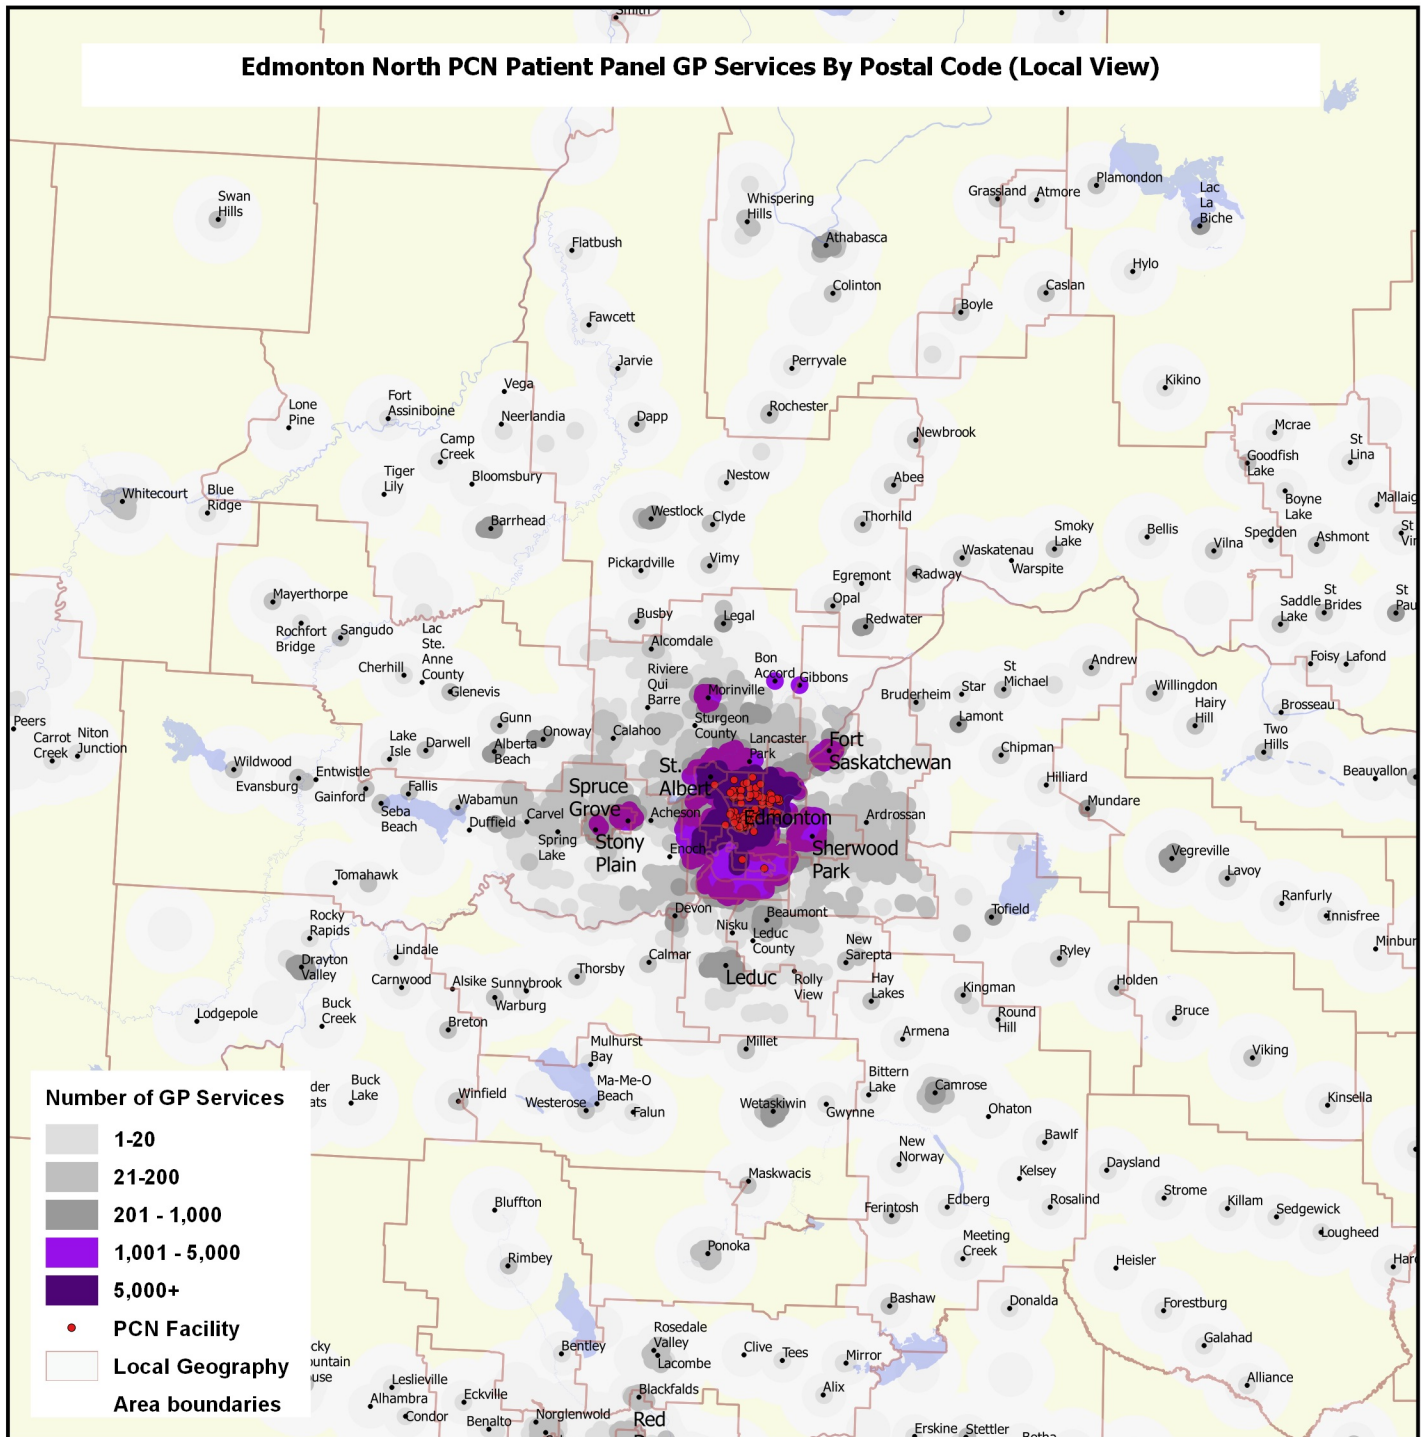 Smith
Edmonton North PCN Patient Panel GP Services By Postal Code (Local View)
Swan
Hills
Whispering
Hills
Grassland
Atmore
Plamondon
Lac
La
Biche
Flatbush
Athabasca
Hylo
Colinton
Caslan
Boyle
Fawcett
Jarvie
Perryvale
Kikino
Vega
Lone
Pine
Fort
Assiniboine
Neerlandia
Dapp
Rochester
Newbrook
Mcrae
St
Lina
Camp
Creek
Goodfish
Lake
Tiger
Lily
Bloomsbury
Nestow
Abee
Boyne
Lake
Mallaig
Whitecourt
Blue
Ridge
Barrhead
Westlock
Clyde
Thorhild
Smoky
Lake
Bellis
Vilna
Spedden
Ashmont
St
Vin
Pickardville
Vimy
Waskatenau
Warspite
Egremont
Radway
Mayerthorpe
Opal
Saddle
Lake
St
Brides
St
Pau
Rochfort
Bridge
Sangudo
Lac
Ste.
Anne
County
Busby
Legal
Redwater
Alcomdale
Cherhill
Glenevis
Riviere
Qui
Barre
Bon
Accord
Gibbons
Morinville
Bruderheim
Star
St
Michael
Andrew
Foisy
Lafond
Willingdon
Hairy
Hill
Brosseau
Peers
Carrot
Creek
Niton
Junction
Gunn
Onoway
Alberta
Beach
Calahoo
Sturgeon
County
Lancaster
Park
Fort
Saskatchewan
Lamont
Chipman
Two
Hills
Lake
Isle
Darwell
Wildwood
Evansburg
Entwistle
Gainford
Fallis
Seba
Beach
Wabamun
Duffield
Carvel
Spring
Lake
Spruce
Grove
Stony
Plain
St.
Albert
Acheson
Enoch
Edmonton
Sherwood
Park
Ardrossan
Hilliard
Mundare
Beauvallon
Vegreville
Lavoy
Ranfurly
Innisfree
Minbur
Tomahawk
Devon
Beaumont
Nisku
Leduc
County
Tofield
Rocky
Rapids
Drayton
Valley
Lindale
Carnwood
Alsike
Sunnybrook
Warburg
Thorsby
Calmar
Leduc
Rolly
View
New
Sarepta
Hay
Lakes
Ryley
Kingman
Holden
Lodgepole
Buck
Creek
Breton
Round
Hill
Bruce
Armena
Viking
Mulhurst
Bay
Millet
Number of GP Services
1-20
21-200
201 - 1,000
1,001 - 5,000
5,000+
PCN Facility
Local Geography
Area boundaries
der
ats
Buck
Lake
Winfield
Westerose
Ma-Me-O
Beach
Falun
Wetaskiwin
Gwynne
Bittern
Lake
Camrose
Ohaton
Kinsella
New
Norway
Bawlf
Kelsey
Daysland
Strome
Killam
Sedgewick
Lougheed
Maskwacis
Bluffton
Ferintosh
Edberg
Rosalind
Ponoka
Rimbey
Meeting
Creek
Heisler
Har
Bashaw
Donalda
Forestburg
Galahad
Alliance
cky
ountain
ouse
Bentley
Rosedale
Valley
Lacombe
Clive
Tees
Mirror
Leslieville
Alhambra
Condor
Eckville
Benalto
Norglenwold
Blackfalds
Red
Alix
Erskine
Stettler